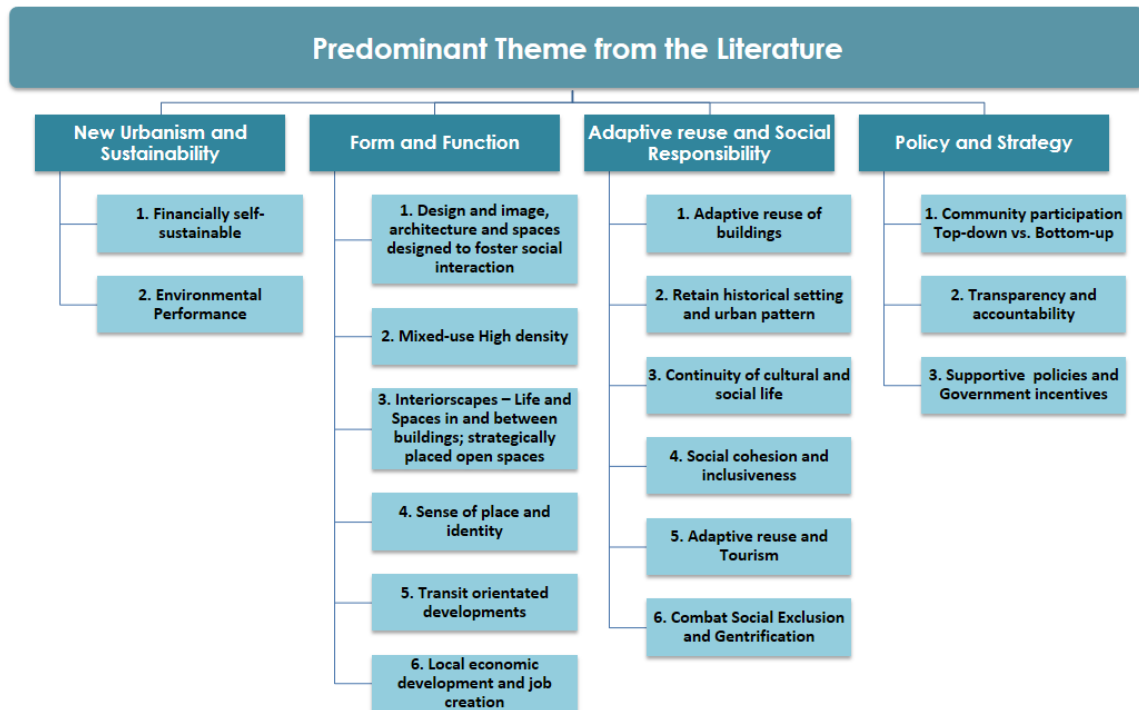 Predominant Theme from the Literature
New Urbanism and
Sustainability
1. Financially self-
sustainable
2. Environmental
Performance
Form and Function
1. Design and image,
architecture and spaces
designed to foster social
interaction
2. Mixed-use High density
3. Interiorscapes – Life and
Spaces in and between
buildings; strategically
placed open spaces
4. Sense of place and
identity
5. Transit orientated
developments
6. Local economic
development and job
creation
Adaptive reuse and Social
Responsibility
1. Adaptive reuse of
buildings
2. Retain historical setting
and urban pattern
3. Continuity of cultural and
social life
4. Social cohesion and
inclusiveness
5. Adaptive reuse and
Tourism
6. Combat Social Exclusion
and Gentrification
Policy and Strategy
1. Community participation
Top-down vs. Bottom-up
2. Transparency and
accountability
3. Supportive policies and
Government incentives